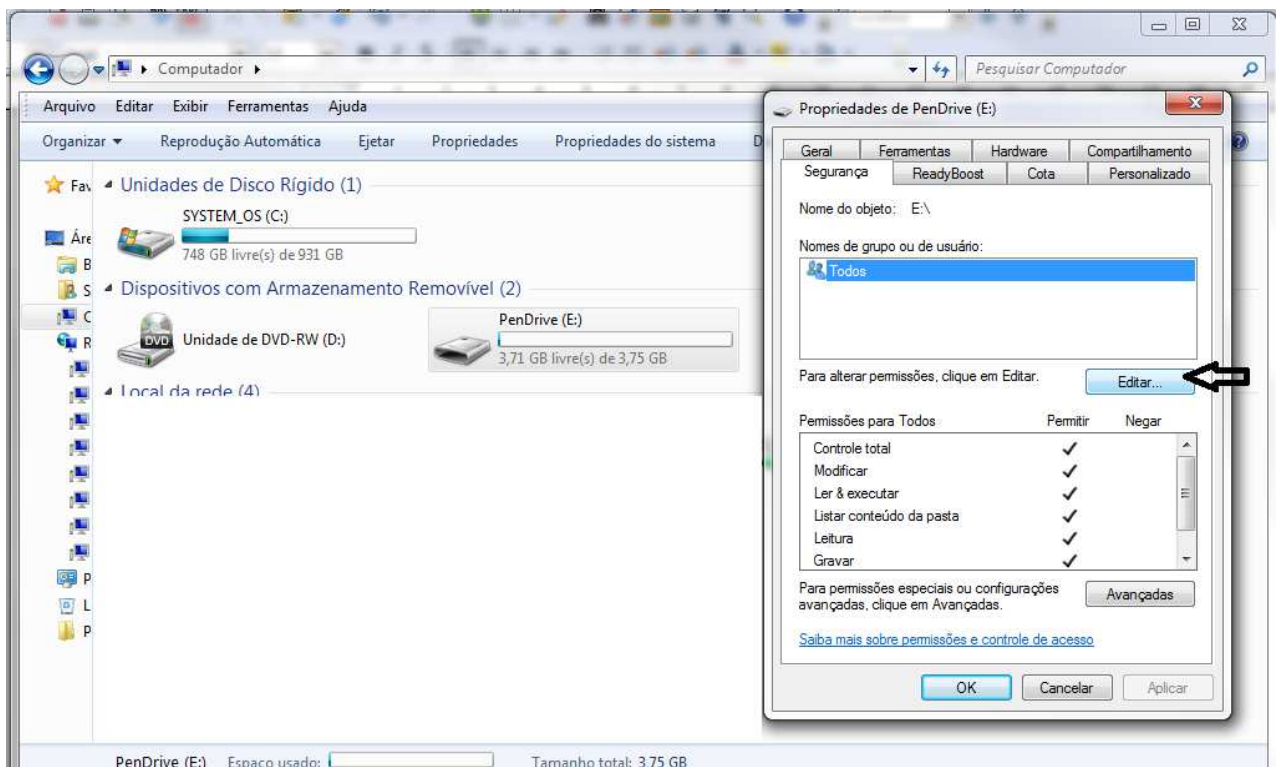 Computador
Pesquisar Computador
Arquivo Editar Exibir Ferramentas Ajuda
Organizar Reprodução Automática Ejetar Propriedades Propriedades do sistema D
Fav
Áre
B
S
C
R
P
L
P
Unidades de Disco Rígido (1)
SYSTEM_OS (C:)
748 GB livre(s) de 931 GB
Dispositivos com Armazenamento Removível (2)
DVD
Unidade de DVD-RW (D:)
PenDrive (E:)
3,71 GB livre(s) de 3,75 GB
Local da rede (4)
PenDrive (E:) Espaço usado: Tamanho total: 3,75 GB
Propriedades de PenDrive (E:)
Geral Ferramentas Hardware Compartilhamento
Segurança ReadyBoost Cota Personalizado
Nome do objeto: E:\
Nomes de grupo ou de usuário:
Todos
Para alterar permissões, clique em Editar.
Editar...
Permissões para Todos Permitir Negar
Controle total
Modificar
Ler & executar
Listar conteúdo da pasta
Leitura
Gravar
Para permissões especiais ou configurações
avançadas, clique em Avançadas.
Avançadas
Saiba mais sobre permissões e controle de acesso
OK Cancelar Aplicar